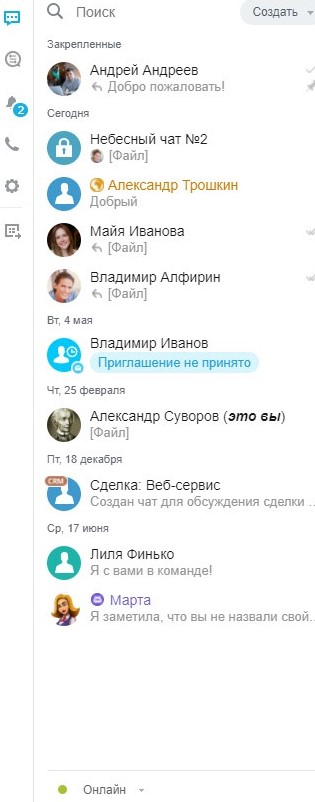 Поиск
Создать
Закрепленные
Андрей Андреев
Добро пожаловать!
Сегодня
Небесный чат №2
[Файл]
2
Александр Трошкин
Добрый
Майя Иванова
[Файл]
Владимир Алфирин
[Файл]
Вт, 4 мая
Владимир Иванов
Приглашение не принято
Чт, 25 февраля
Александр Суворов (это вы)
[Файл]
Пт, 18 декабря
CRM
Сделка: Веб-сервис
Создан чат для обсуждения сделки ...
Ср, 17 июня
Лиля Финько
Я с вами в команде!
Марта
Я заметила, что вы не назвали свой...
Онлайн